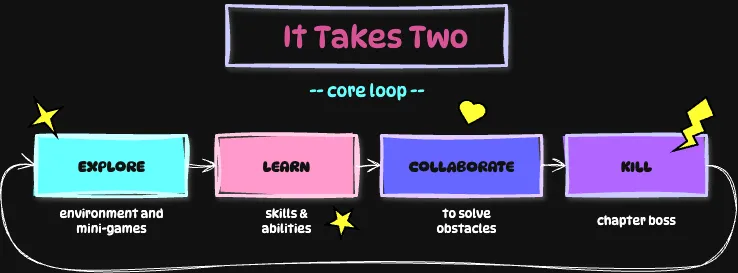 It Takes Two
-- core loop --
EXPLORE
LEARN
COLLABORATE
KILL
environment and
mini-games
skills &
abilities
to solve
obstacles
chapter boss